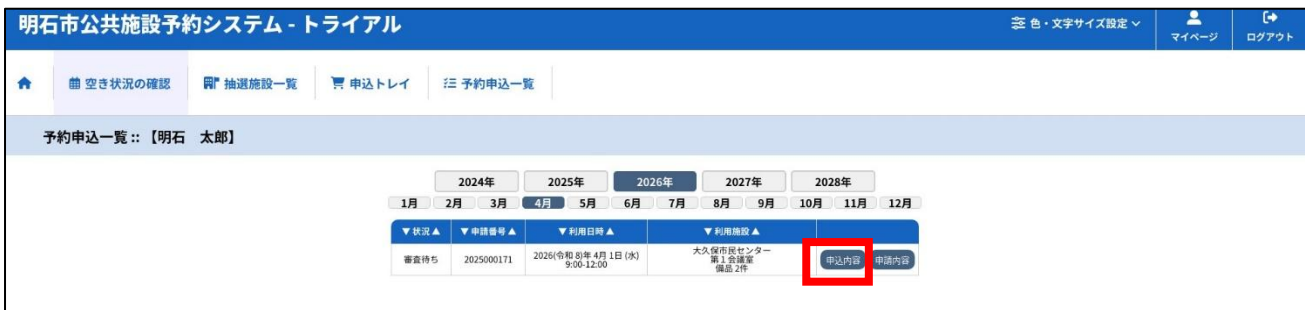 明石市公共施設予約システム - トライアル
色・文字サイズ設定
マイページ
ログアウト
空き状況の確認 抽選施設一覧 申込トレイ 予約申込一覧
予約申込一覧 :: 【明石　太郎】
2024年 2025年 2026年 2027年 2028年
1月 2月 3月 4月 5月 6月 7月 8月 9月 10月 11月 12月
▼状況▲ ▼申請番号▲ ▼利用日時▲ ▼利用施設▲
審査待ち 2025000171 2026(令和 8)年 4月 1日 (水)
9:00-12:00
大久保市民センター
第１会議室
備品 2件
申込内容 申請内容